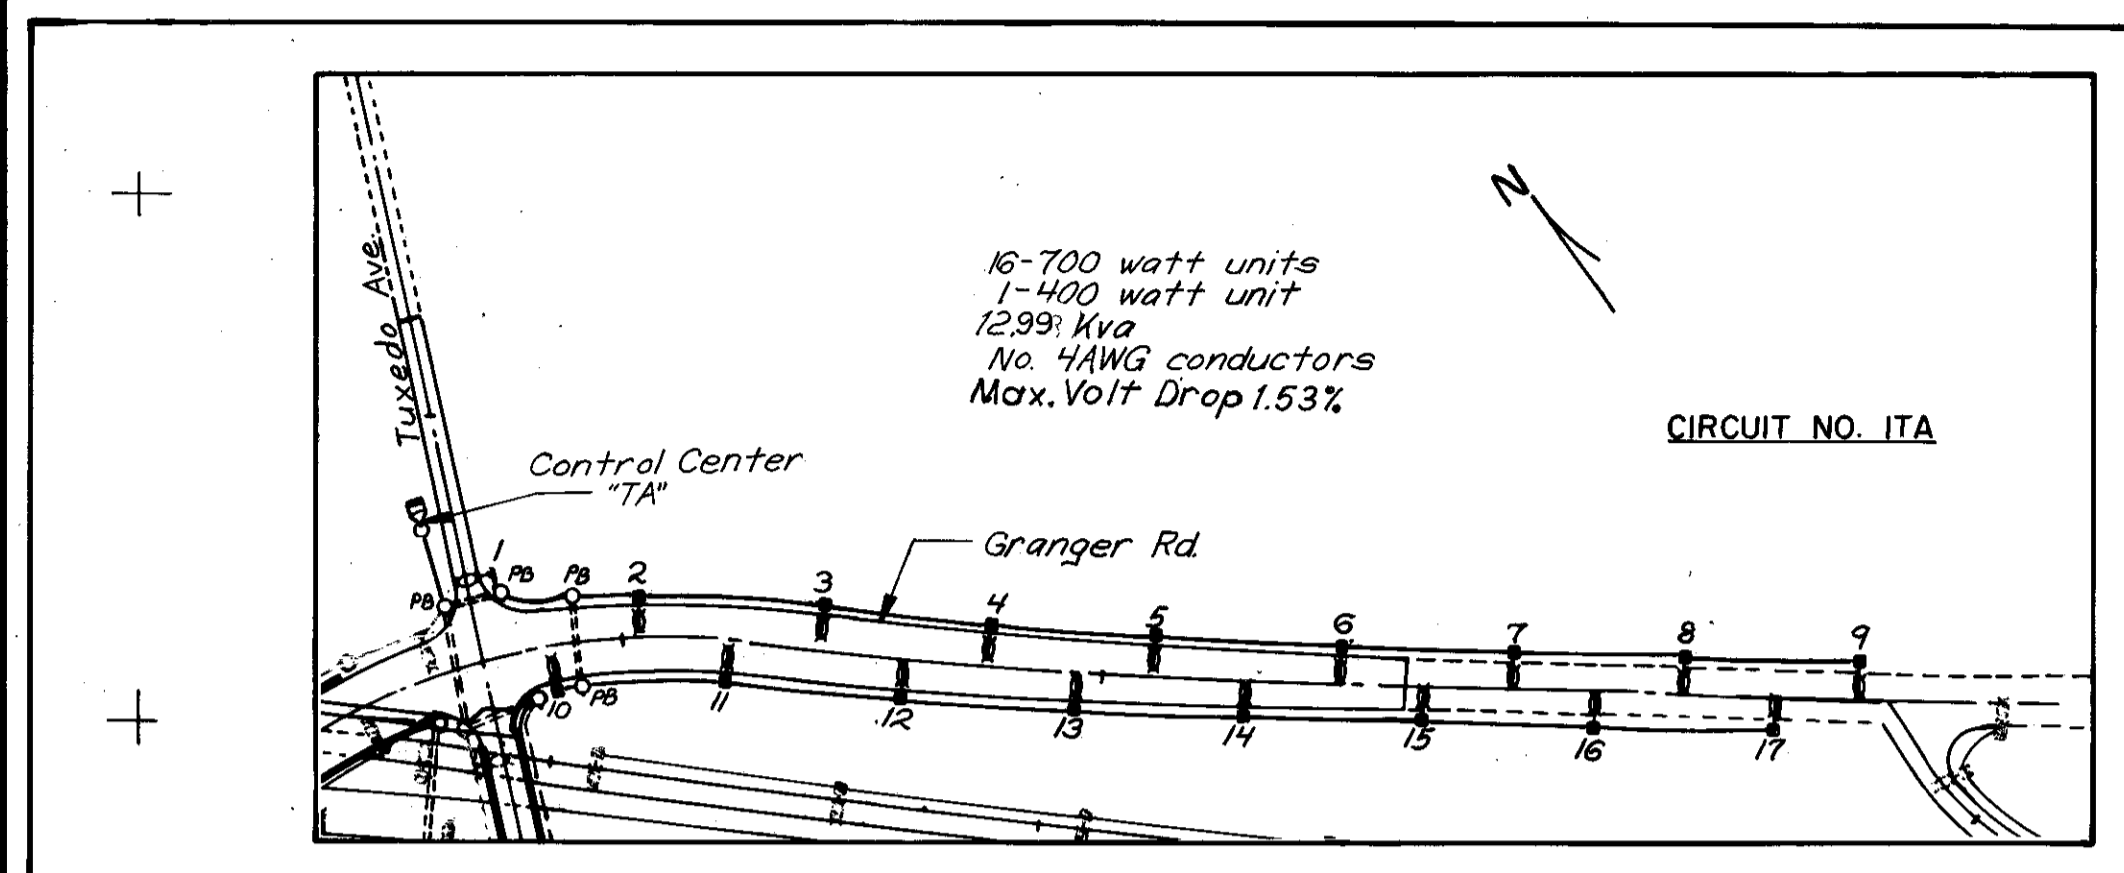 N
16-700 watt units
1-400 watt unit
Kva
No. 4AWG conductors
Max. Volt Drop 1.53%
Tuxedo Ave.
CIRCUIT NO. 1TA
Control Center
"TA"
Granger Rd.
1 PB PB 2 3 4 5 6 7 8 9
PB
10 PB 11 12 13 14 15 16 17